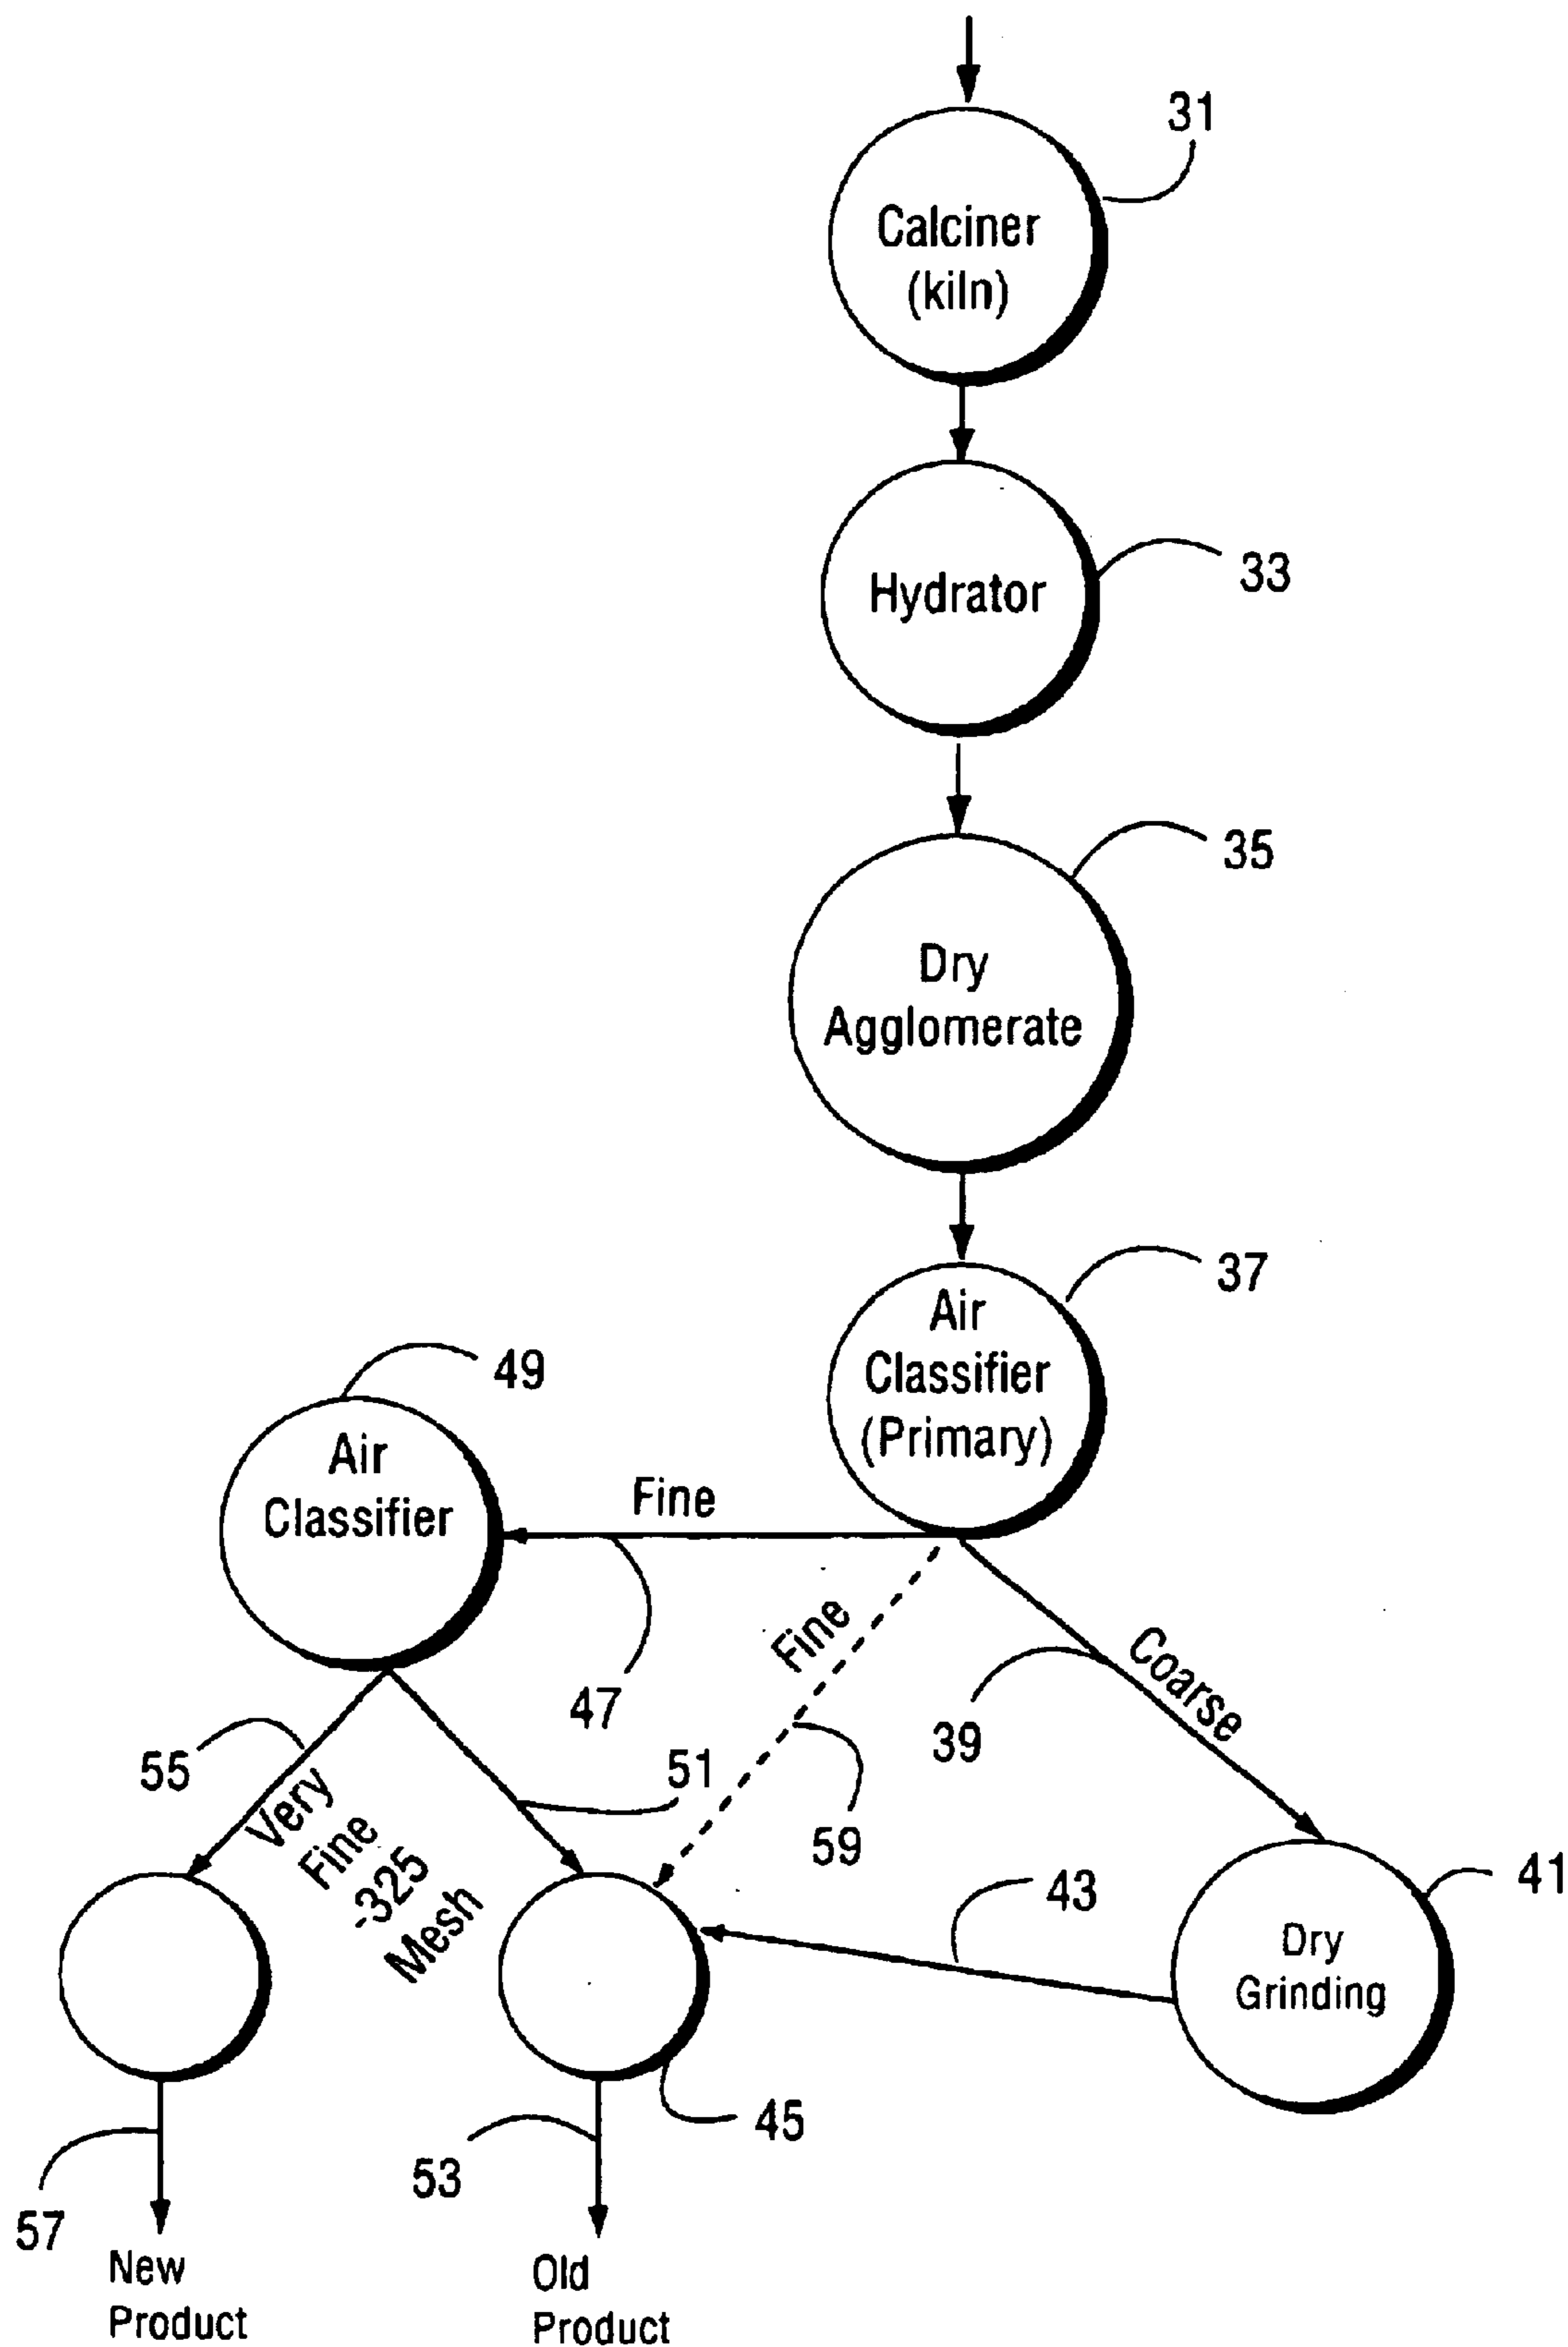 31
Calciner
(kiln)
Hydrator
33
35
Dry
Agglomerate
37
Air
Classifier
(Primary)
49
Air
Classifier
Fine
47
Fine
59
39
Coarse
55
51
Very
Fine
-325
Mesh
43
41
Dry
Grinding
45
53
57
New
Product
Old
Product